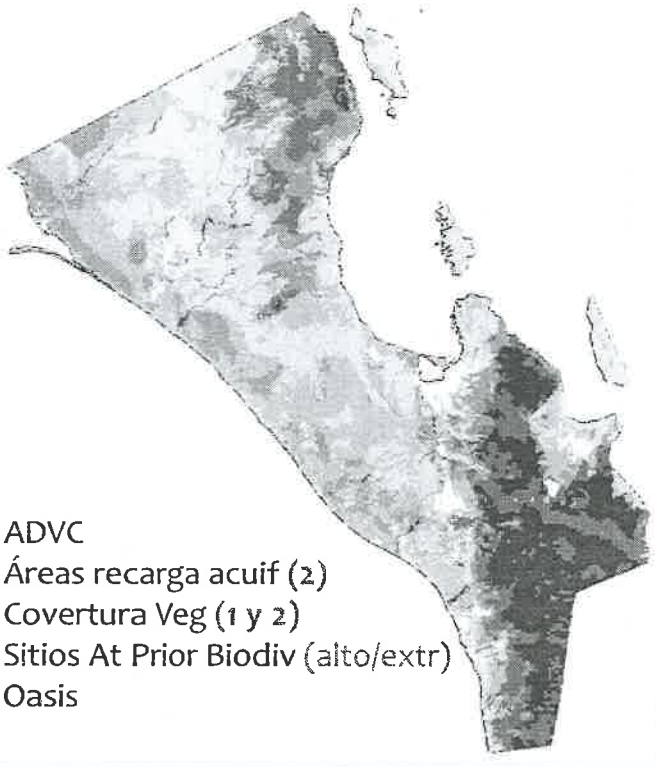 ADVC
Áreas recarga acuif (2)
Covertura Veg (1 y 2)
Sitios At Prior Biodiv (alto/extr)
Oasis